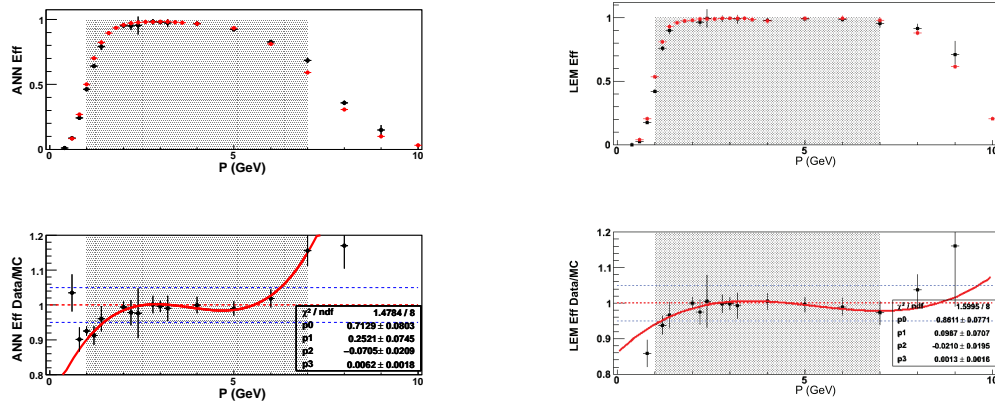 ANN Eff
1
0.5
0
0 5 10
P (GeV)
LEM Eff
1
0.5
0
0 5 10
P (GeV)
ANN Eff Data/MC
1.2
1.1
1.0
0.9
0.8
0 5 10
P (GeV)
χ² / ndf 1.4784 / 8
p0 0.7129 ± 0.0803
p1 0.2521 ± 0.0745
p2 −0.0705 ± 0.0209
p3 0.0062 ± 0.0018
LEM Eff Data/MC
1.2
1.1
1.0
0.9
0.8
0 5 10
P (GeV)
χ² / ndf 1.5995 / 8
p0 0.8611 ± 0.0771
p1 0.0987 ± 0.0707
p2 -0.0210 ± 0.0195
p3 0.0013 ± 0.0016